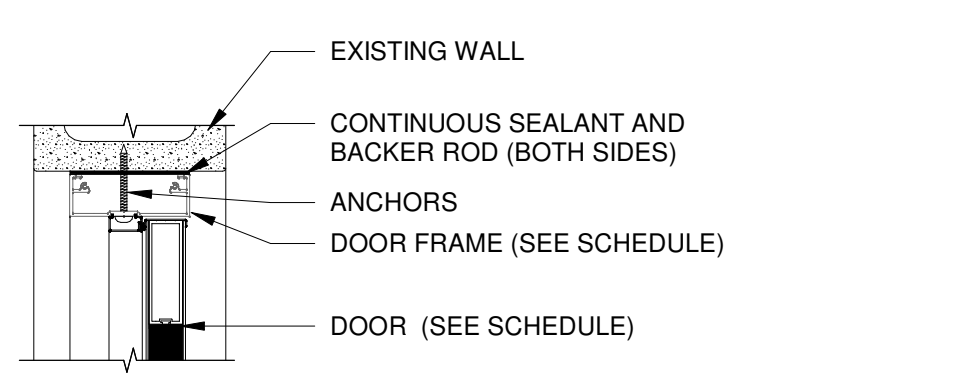 EXISTING WALL
CONTINUOUS SEALANT AND
BACKER ROD (BOTH SIDES)
ANCHORS
DOOR FRAME (SEE SCHEDULE)
DOOR (SEE SCHEDULE)